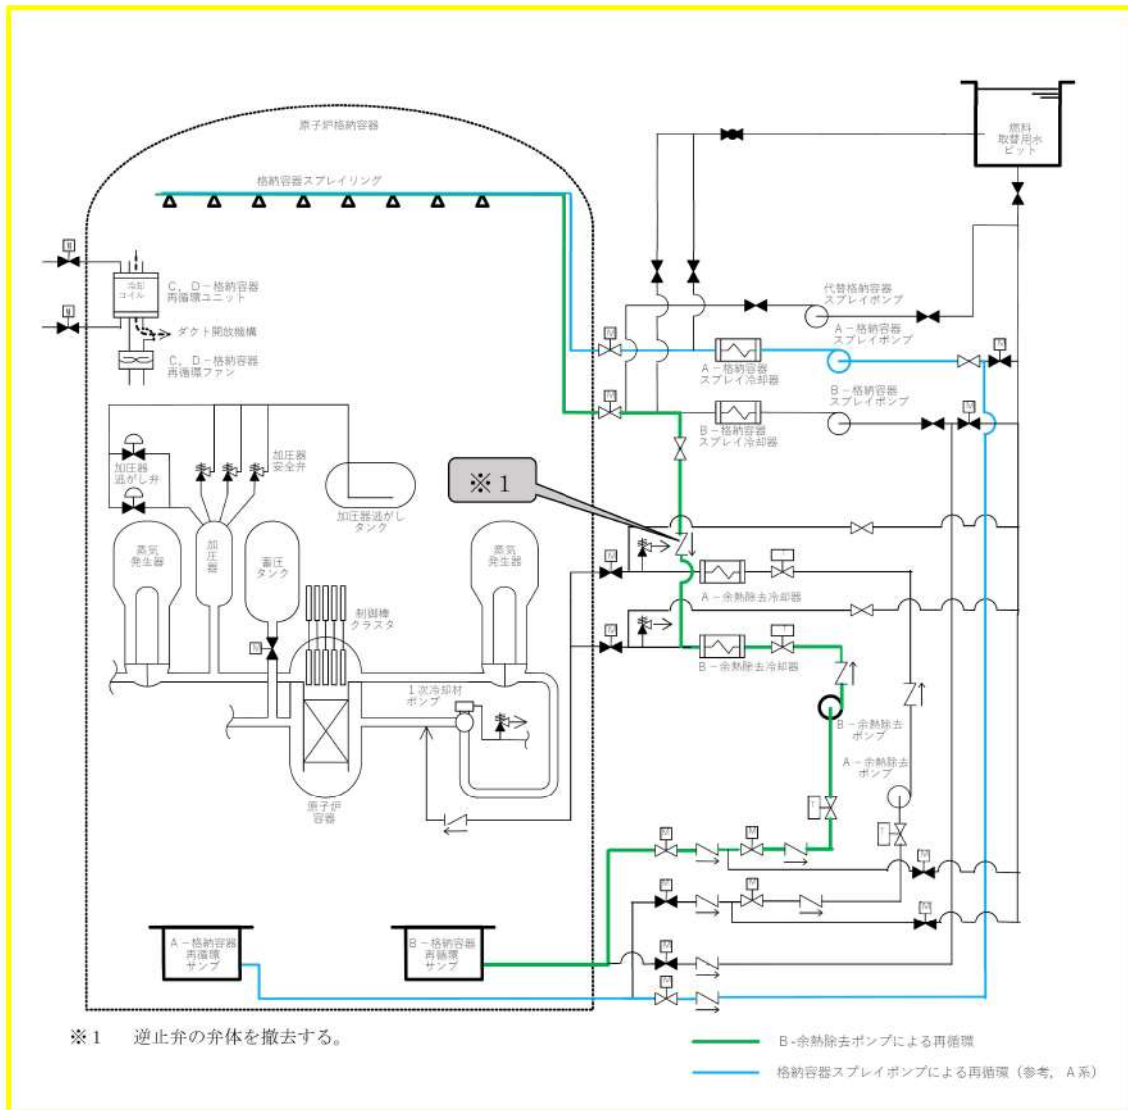 原子炉格納容器
格納容器スプレイリング
燃料
取替用水
ピット
M
冷却
コイル
C，D－格納容器
再循環ユニット
M
ダクト開放機構
C，D－格納容器
再循環ファン
代替格納容器
スプレイポンプ
A－格納容器
スプレイポンプ
M
M
A－格納容器
スプレイ冷却器
B－格納容器
スプレイポンプ
M
M
B－格納容器
スプレイ冷却器
加圧器
逃がし弁
加圧器
安全弁
加圧器逃がし
タンク
※１
蒸気
発生器
加
圧
器
蓄圧
タンク
蒸気
発生器
M
T
A－余熱除去冷却器
制御棒
クラスタ
M
T
B－余熱除去冷却器
M
１次冷却材
ポンプ
B－余熱除去
ポンプ
A－余熱除去
ポンプ
原子炉
容器
T
T
M
M
M
M
M
M
A－格納容器
再循環
サンプ
B－格納容器
再循環
サンプ
M
M
※１　逆止弁の弁体を撤去する。
B-余熱除去ポンプによる再循環
格納容器スプレイポンプによる再循環（参考，A系）